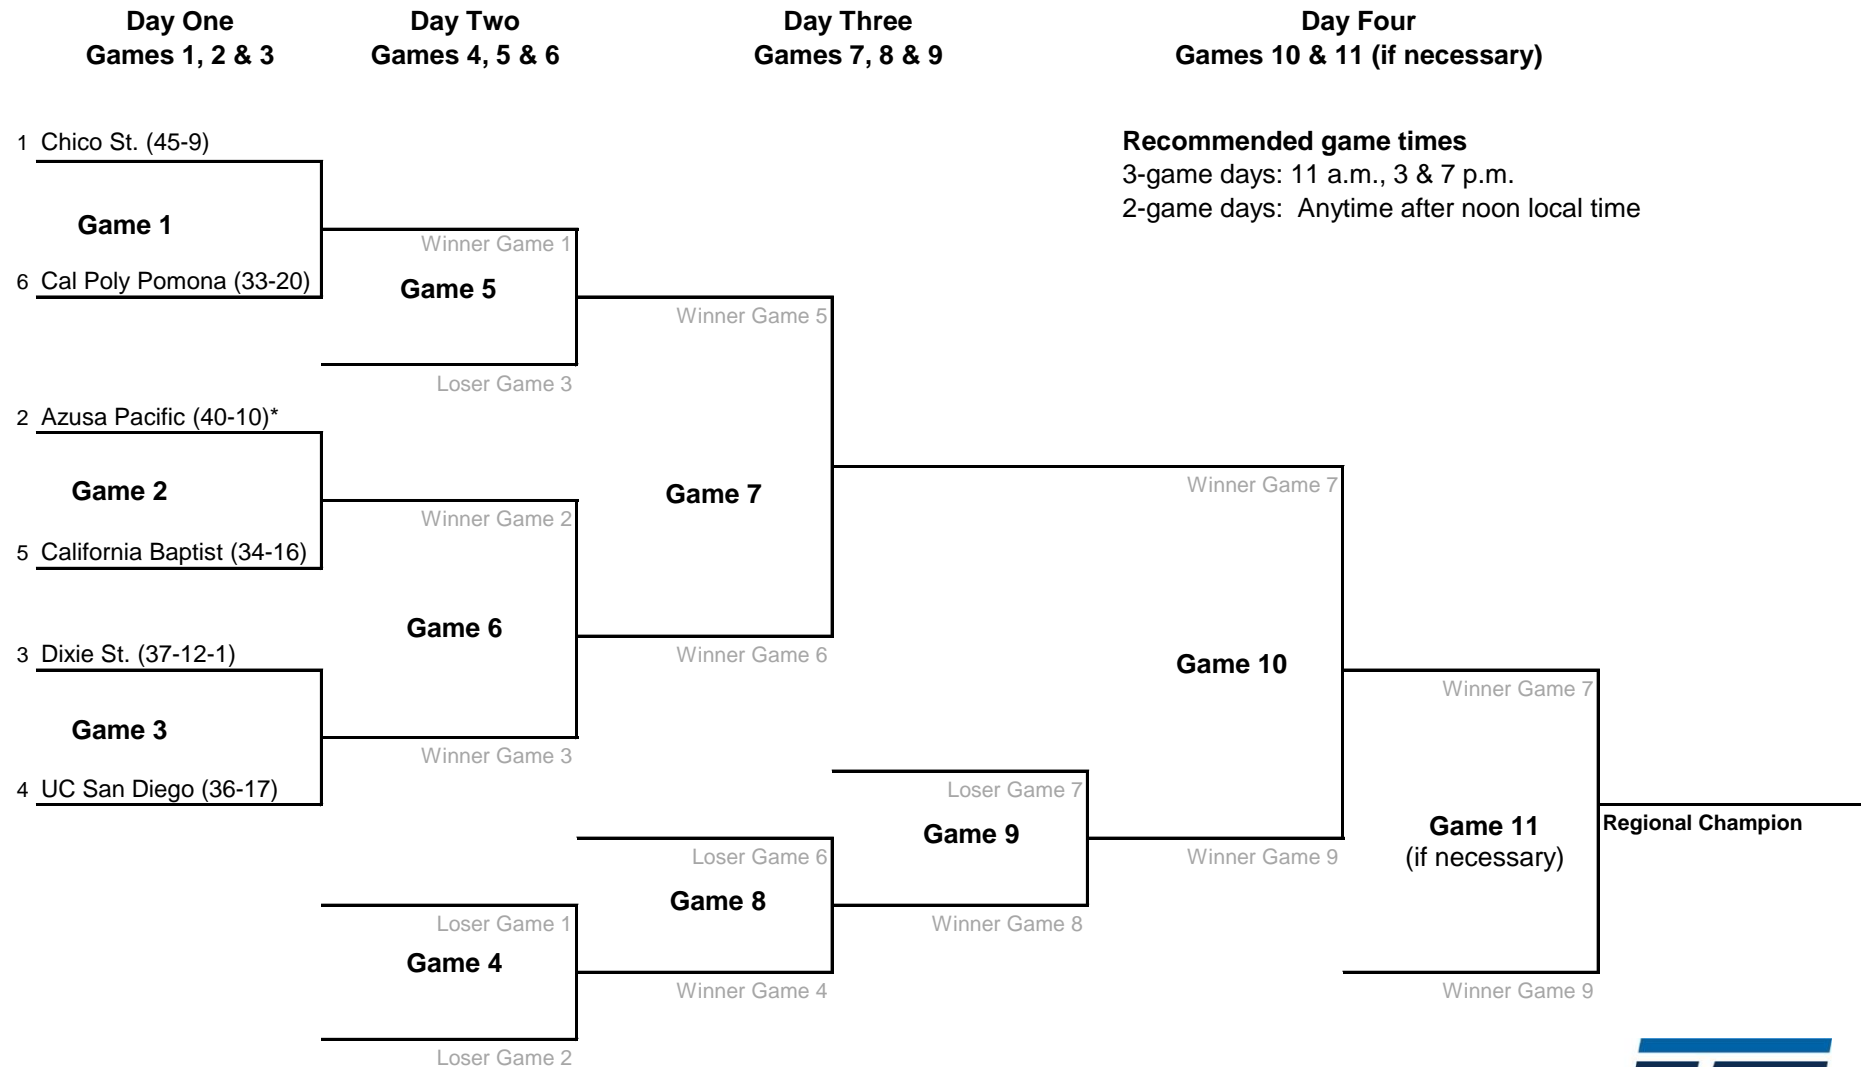 Day One
Games 1, 2 & 3
Day Two
Games 4, 5 & 6
Day Three
Games 7, 8 & 9
Day Four
Games 10 & 11 (if necessary)
Recommended game times
3-game days: 11 a.m., 3 & 7 p.m.
2-game days:  Anytime after noon local time
1 Chico St. (45-9)
Game 1
6 Cal Poly Pomona (33-20)
2 Azusa Pacific (40-10)*
Game 2
5 California Baptist (34-16)
3 Dixie St. (37-12-1)
Game 3
4 UC San Diego (36-17)
Winner Game 1
Game 5
Loser Game 3
Winner Game 2
Game 6
Winner Game 3
Loser Game 1
Game 4
Loser Game 2
Winner Game 5
Game 7
Winner Game 6
Loser Game 6
Game 8
Winner Game 4
Loser Game 7
Game 9
Winner Game 8
Winner Game 7
Game 10
Winner Game 9
Winner Game 7
Game 11
(if necessary)
Winner Game 9
Regional Champion